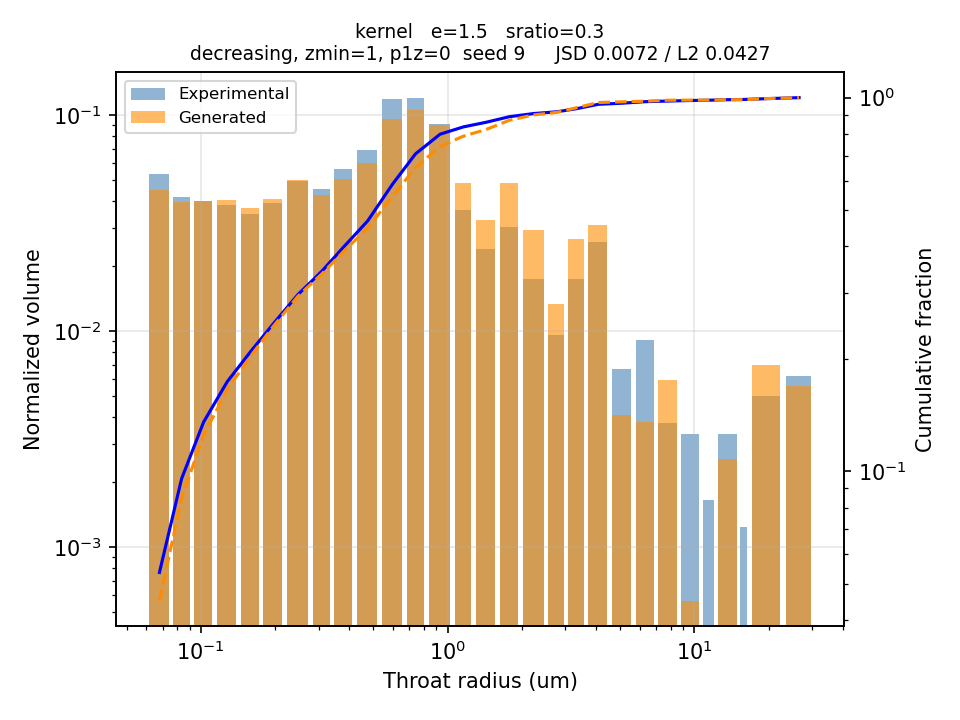 kernel   e=1.5   sratio=0.3
decreasing, zmin=1, p1z=0  seed 9     JSD 0.0072 / L2 0.0427
Experimental
Generated
Normalized volume
10⁻¹
10⁻²
10⁻³
10⁰
10⁻¹
Cumulative fraction
10⁻¹
10⁰
10¹
Throat radius (um)